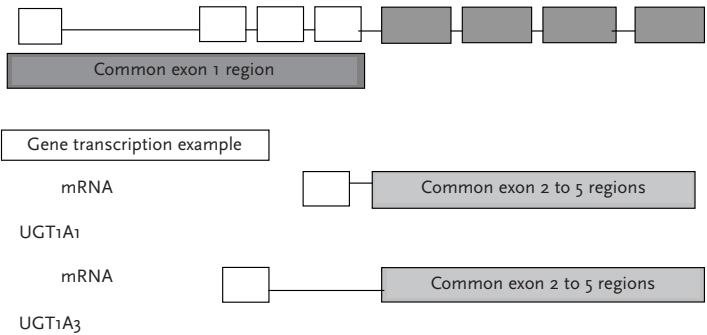 Common exon 1 region
Gene transcription example
mRNA
Common exon 2 to 5 regions
UGT1A1
mRNA
Common exon 2 to 5 regions
UGT1A3